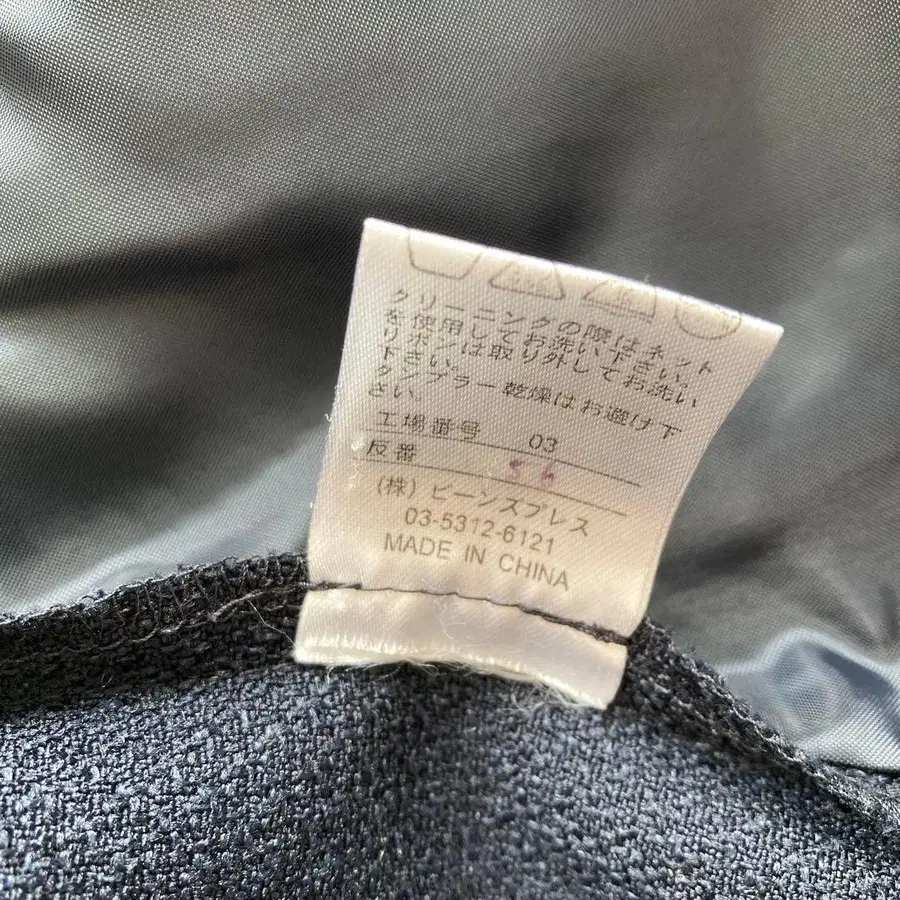 クリーニングの際はネット
を使用してお洗い下さい。
リボンは取り外してお洗い
下さい。
タンブラー乾燥はお避け下
さい。
工場番号 03
反番 56
(株)ビーンズプレス
03-5312-6121
MADE IN CHINA